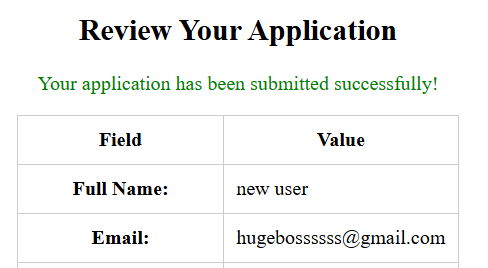 Review Your Application
Your application has been submitted successfully!
Field Value
Full Name: new user
Email: hugebossssss@gmail.com